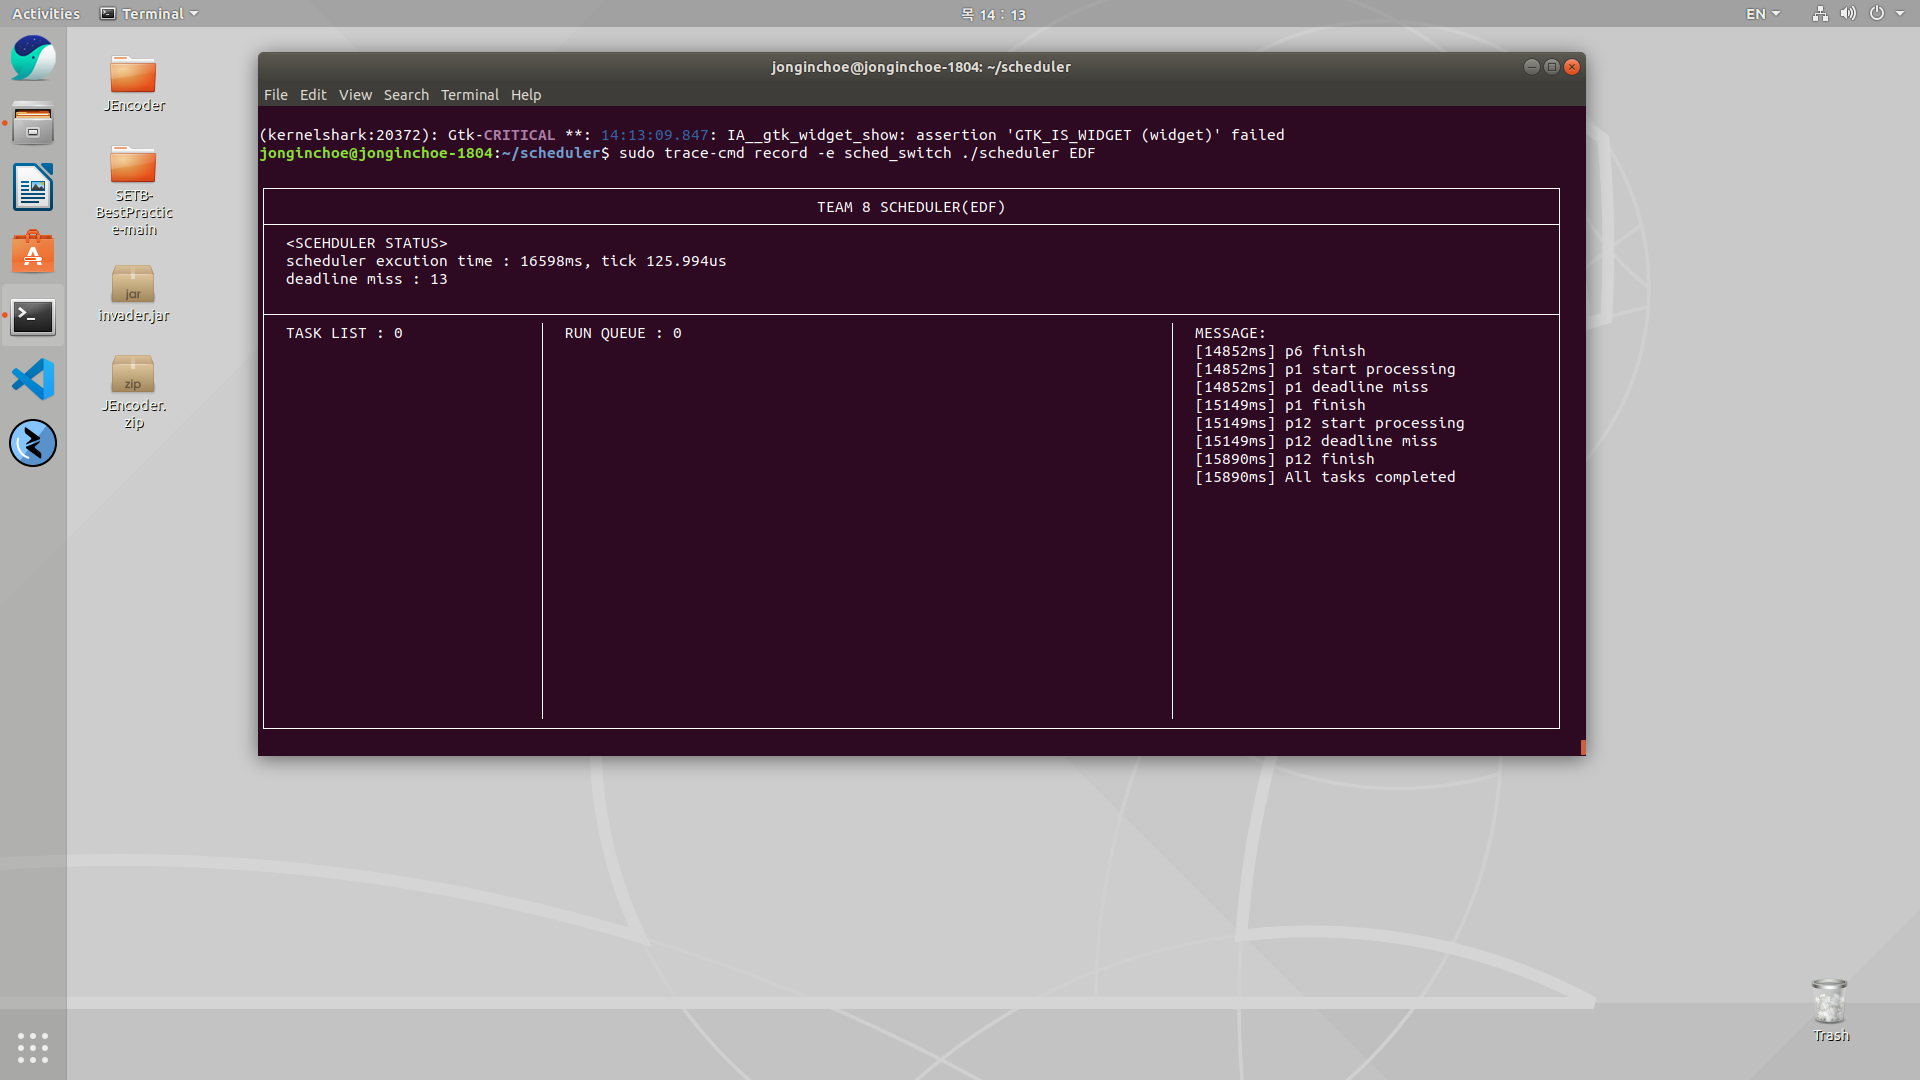 Activities
Terminal
목 14 : 13
EN
JEncoder
SETB-
BestPractic
e-main
jar
invader.jar
zip
JEncoder.
zip
jonginchoe@jonginchoe-1804: ~/scheduler
File Edit View Search Terminal Help
(kernelshark:20372): Gtk-CRITICAL **: 14:13:09.847: IA__gtk_widget_show: assertion 'GTK_IS_WIDGET (widget)' failed
jonginchoe@jonginchoe-1804:~/scheduler$ sudo trace-cmd record -e sched_switch ./scheduler EDF
TEAM 8 SCHEDULER(EDF)
<SCEHDULER STATUS>
scheduler excution time : 16598ms, tick 125.994us
deadline miss : 13
TASK LIST : 0
RUN QUEUE : 0
MESSAGE:
[14852ms] p6 finish
[14852ms] p1 start processing
[14852ms] p1 deadline miss
[15149ms] p1 finish
[15149ms] p12 start processing
[15149ms] p12 deadline miss
[15890ms] p12 finish
[15890ms] All tasks completed
Trash